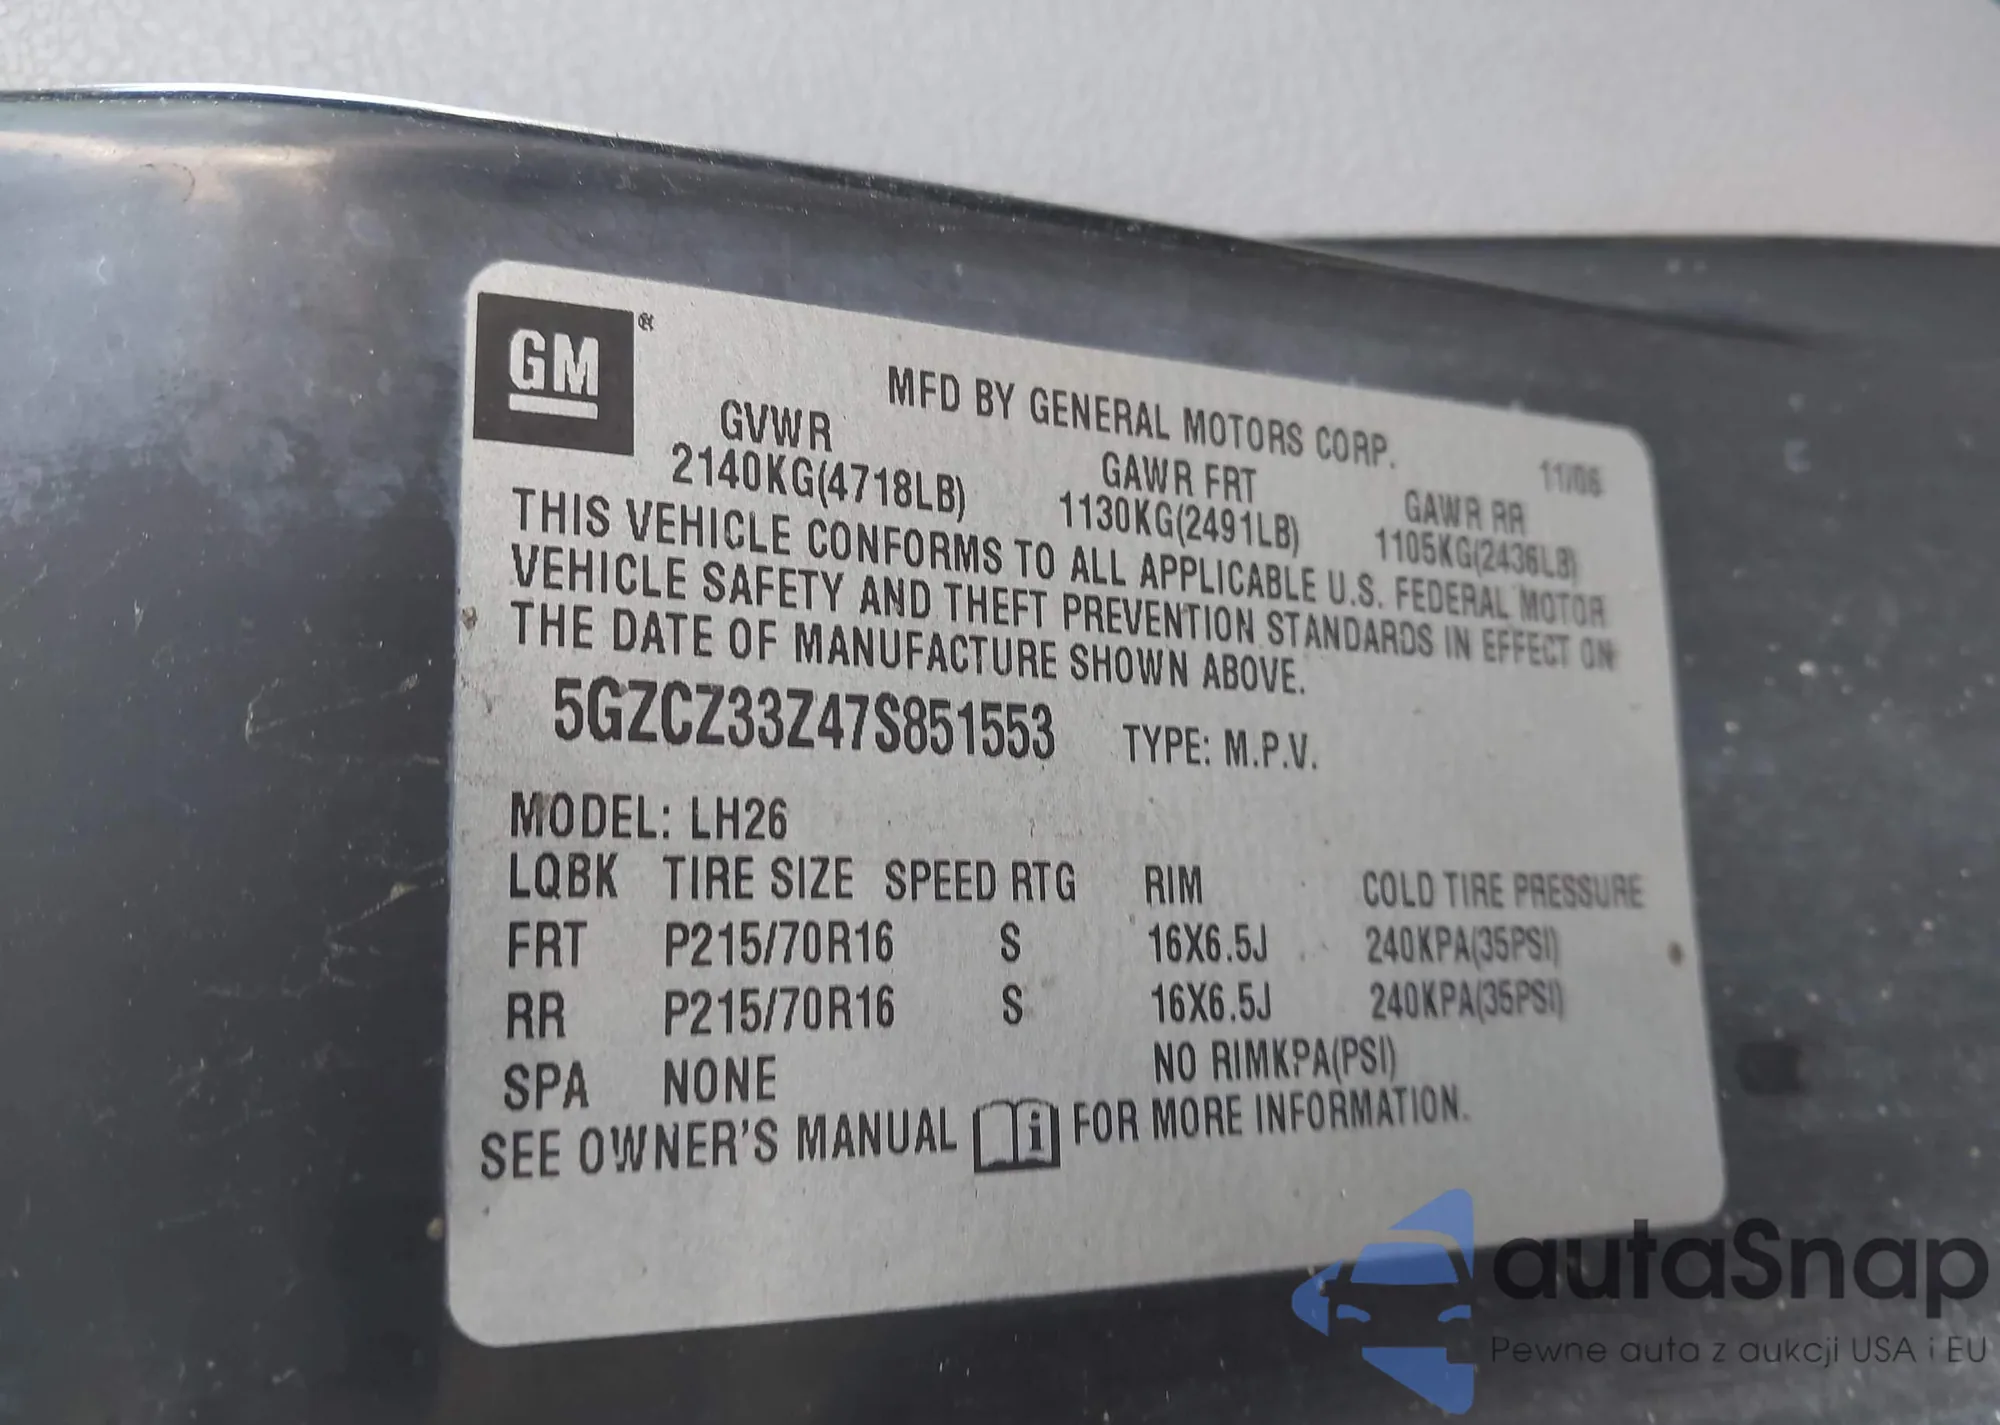 GM
MFD BY GENERAL MOTORS CORP. 11/06
GVWR GAWR FRT GAWR RR
2140KG(4718LB) 1130KG(2491LB) 1105KG(2436LB)
THIS VEHICLE CONFORMS TO ALL APPLICABLE U.S. FEDERAL MOTOR
VEHICLE SAFETY AND THEFT PREVENTION STANDARDS IN EFFECT ON
THE DATE OF MANUFACTURE SHOWN ABOVE.
5GZCZ33Z47S851553 TYPE: M.P.V.
MODEL: LH26
LQBK TIRE SIZE SPEED RTG RIM COLD TIRE PRESSURE
FRT P215/70R16 S 16X6.5J 240KPA(35PSI)
RR P215/70R16 S 16X6.5J 240KPA(35PSI)
SPA NONE NO RIMKPA(PSI)
SEE OWNER'S MANUAL i FOR MORE INFORMATION.
autaSnap
Pewne auta z aukcji USA i EU